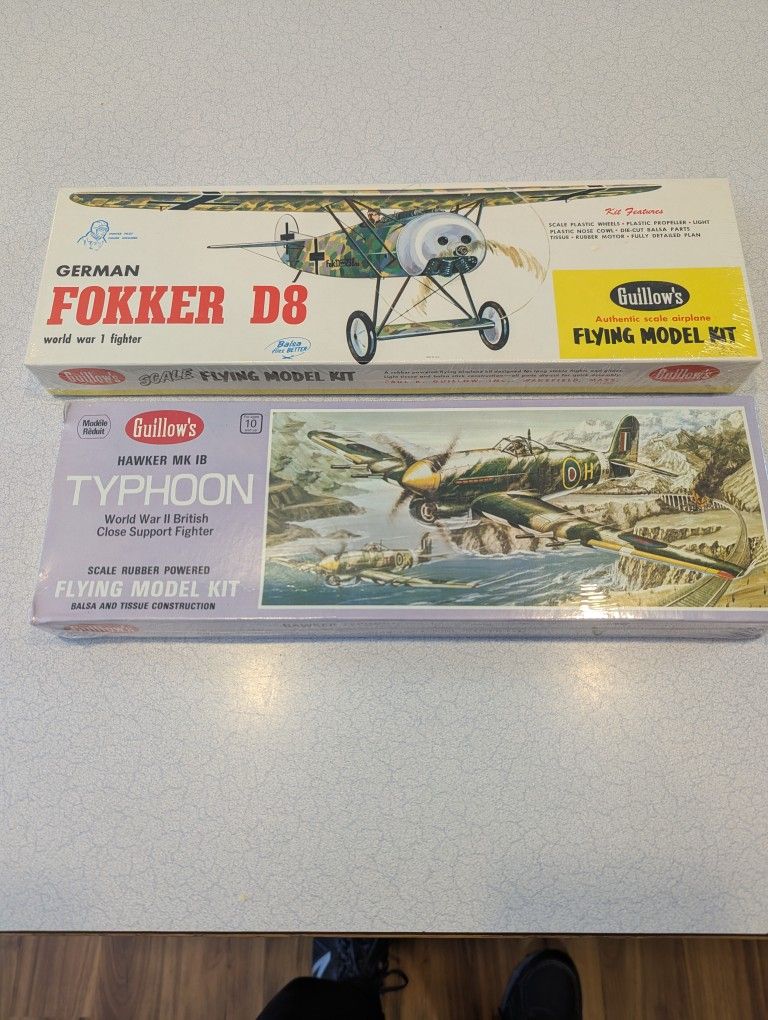 Kit Features
SCALE PLASTIC WHEELS • PLASTIC PROPELLER • LIGHT
PLASTIC NOSE COWL • DIE-CUT BALSA PARTS
TISSUE • RUBBER MOTOR • FULLY DETAILED PLAN
GERMAN
FOKKER D8
world war 1 fighter
Balsa
FLIES BETTER
Guillow's
Authentic scale airplane
FLYING MODEL KIT
Guillow's
SCALE FLYING MODEL KIT
Guillow's
Modèle
Réduit
Guillow's
10
HAWKER MK IB
TYPHOON
World War II British
Close Support Fighter
SCALE RUBBER POWERED
FLYING MODEL KIT
BALSA AND TISSUE CONSTRUCTION
H
Guillow's